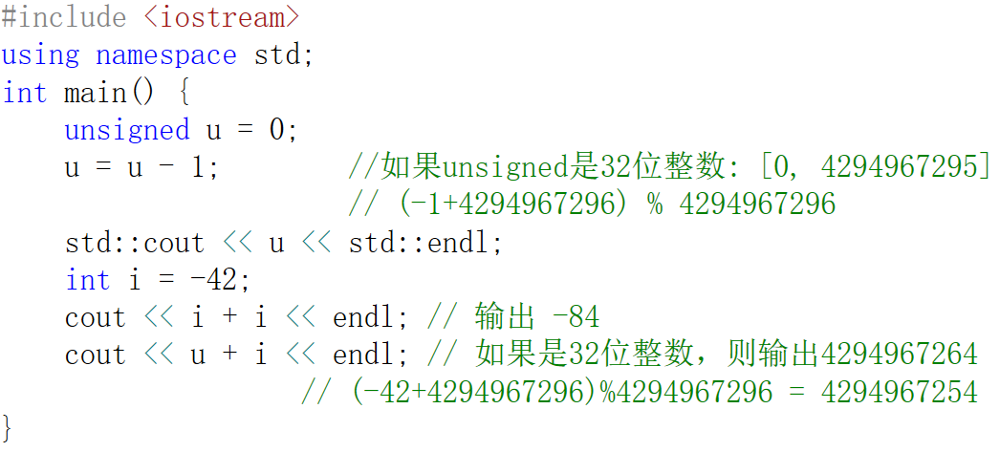 #include <iostream>
using namespace std;
int main() {
    unsigned u = 0;
    u = u - 1;        //如果unsigned是32位整数: [0, 4294967295]
                      // (-1+4294967296) % 4294967296
    std::cout << u << std::endl;
    int i = -42;
    cout << i + i << endl; // 输出 -84
    cout << u + i << endl; // 如果是32位整数，则输出4294967264
                   // (-42+4294967296)%4294967296 = 4294967254
}